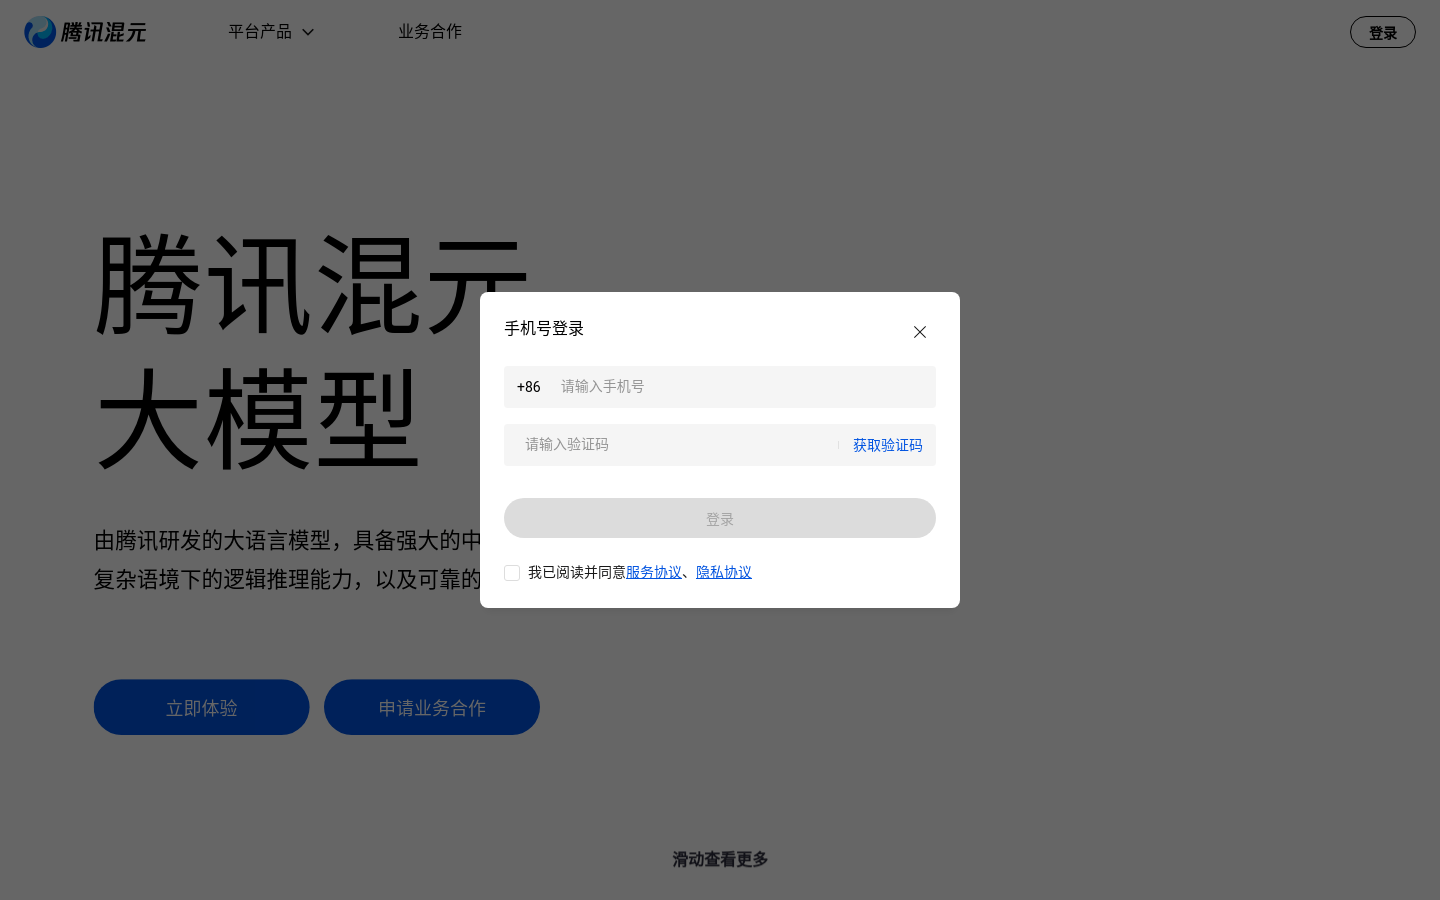 腾讯混元
平台产品
业务合作
登录
腾讯混元
大模型
由腾讯研发的大语言模型，具备强大的中
复杂语境下的逻辑推理能力，以及可靠的
立即体验
申请业务合作
滑动查看更多
手机号登录
+86 请输入手机号
请输入验证码 获取验证码
登录
我已阅读并同意服务协议、隐私协议